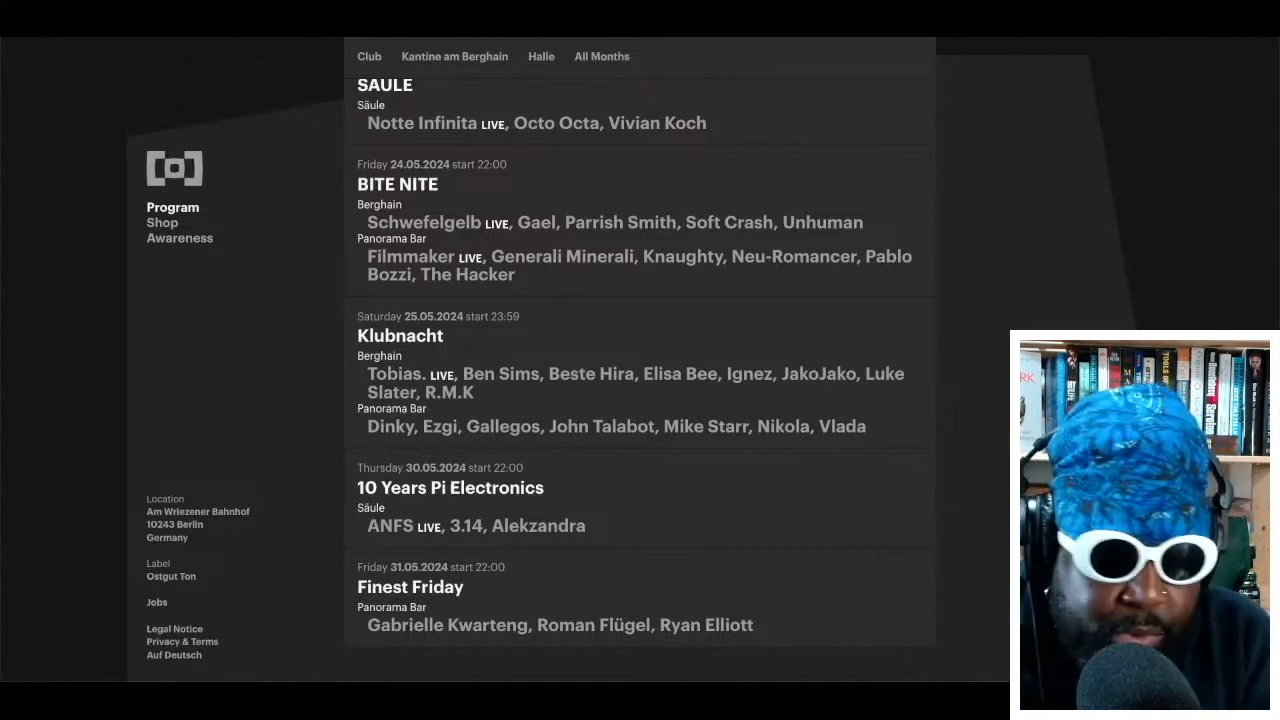 Club Kantine am Berghain Halle All Months
SÄULE
Säule
Notte Infinita LIVE, Octo Octa, Vivian Koch
Friday 24.05.2024 start 22:00
BITE NITE
Berghain
Schwefelgelb LIVE, Gael, Parrish Smith, Soft Crash, Unhuman
Panorama Bar
Filmmaker LIVE, Generali Minerali, Knaughty, Neu-Romancer, Pablo
Bozzi, The Hacker
Saturday 25.05.2024 start 23:59
Klubnacht
Berghain
Tobias. LIVE, Ben Sims, Beste Hira, Elisa Bee, Ignez, JakoJako, Luke
Slater, R.M.K
Panorama Bar
Dinky, Ezgi, Gallegos, John Talabot, Mike Starr, Nikola, Vlada
Thursday 30.05.2024 start 22:00
10 Years Pi Electronics
Säule
ANFS LIVE, 3.14, Alekzandra
Friday 31.05.2024 start 22:00
Finest Friday
Panorama Bar
Gabrielle Kwarteng, Roman Flügel, Ryan Elliott
Program
Shop
Awareness
Location
Am Wriezener Bahnhof
10243 Berlin
Germany
Label
Ostgut Ton
Jobs
Legal Notice
Privacy & Terms
Auf Deutsch